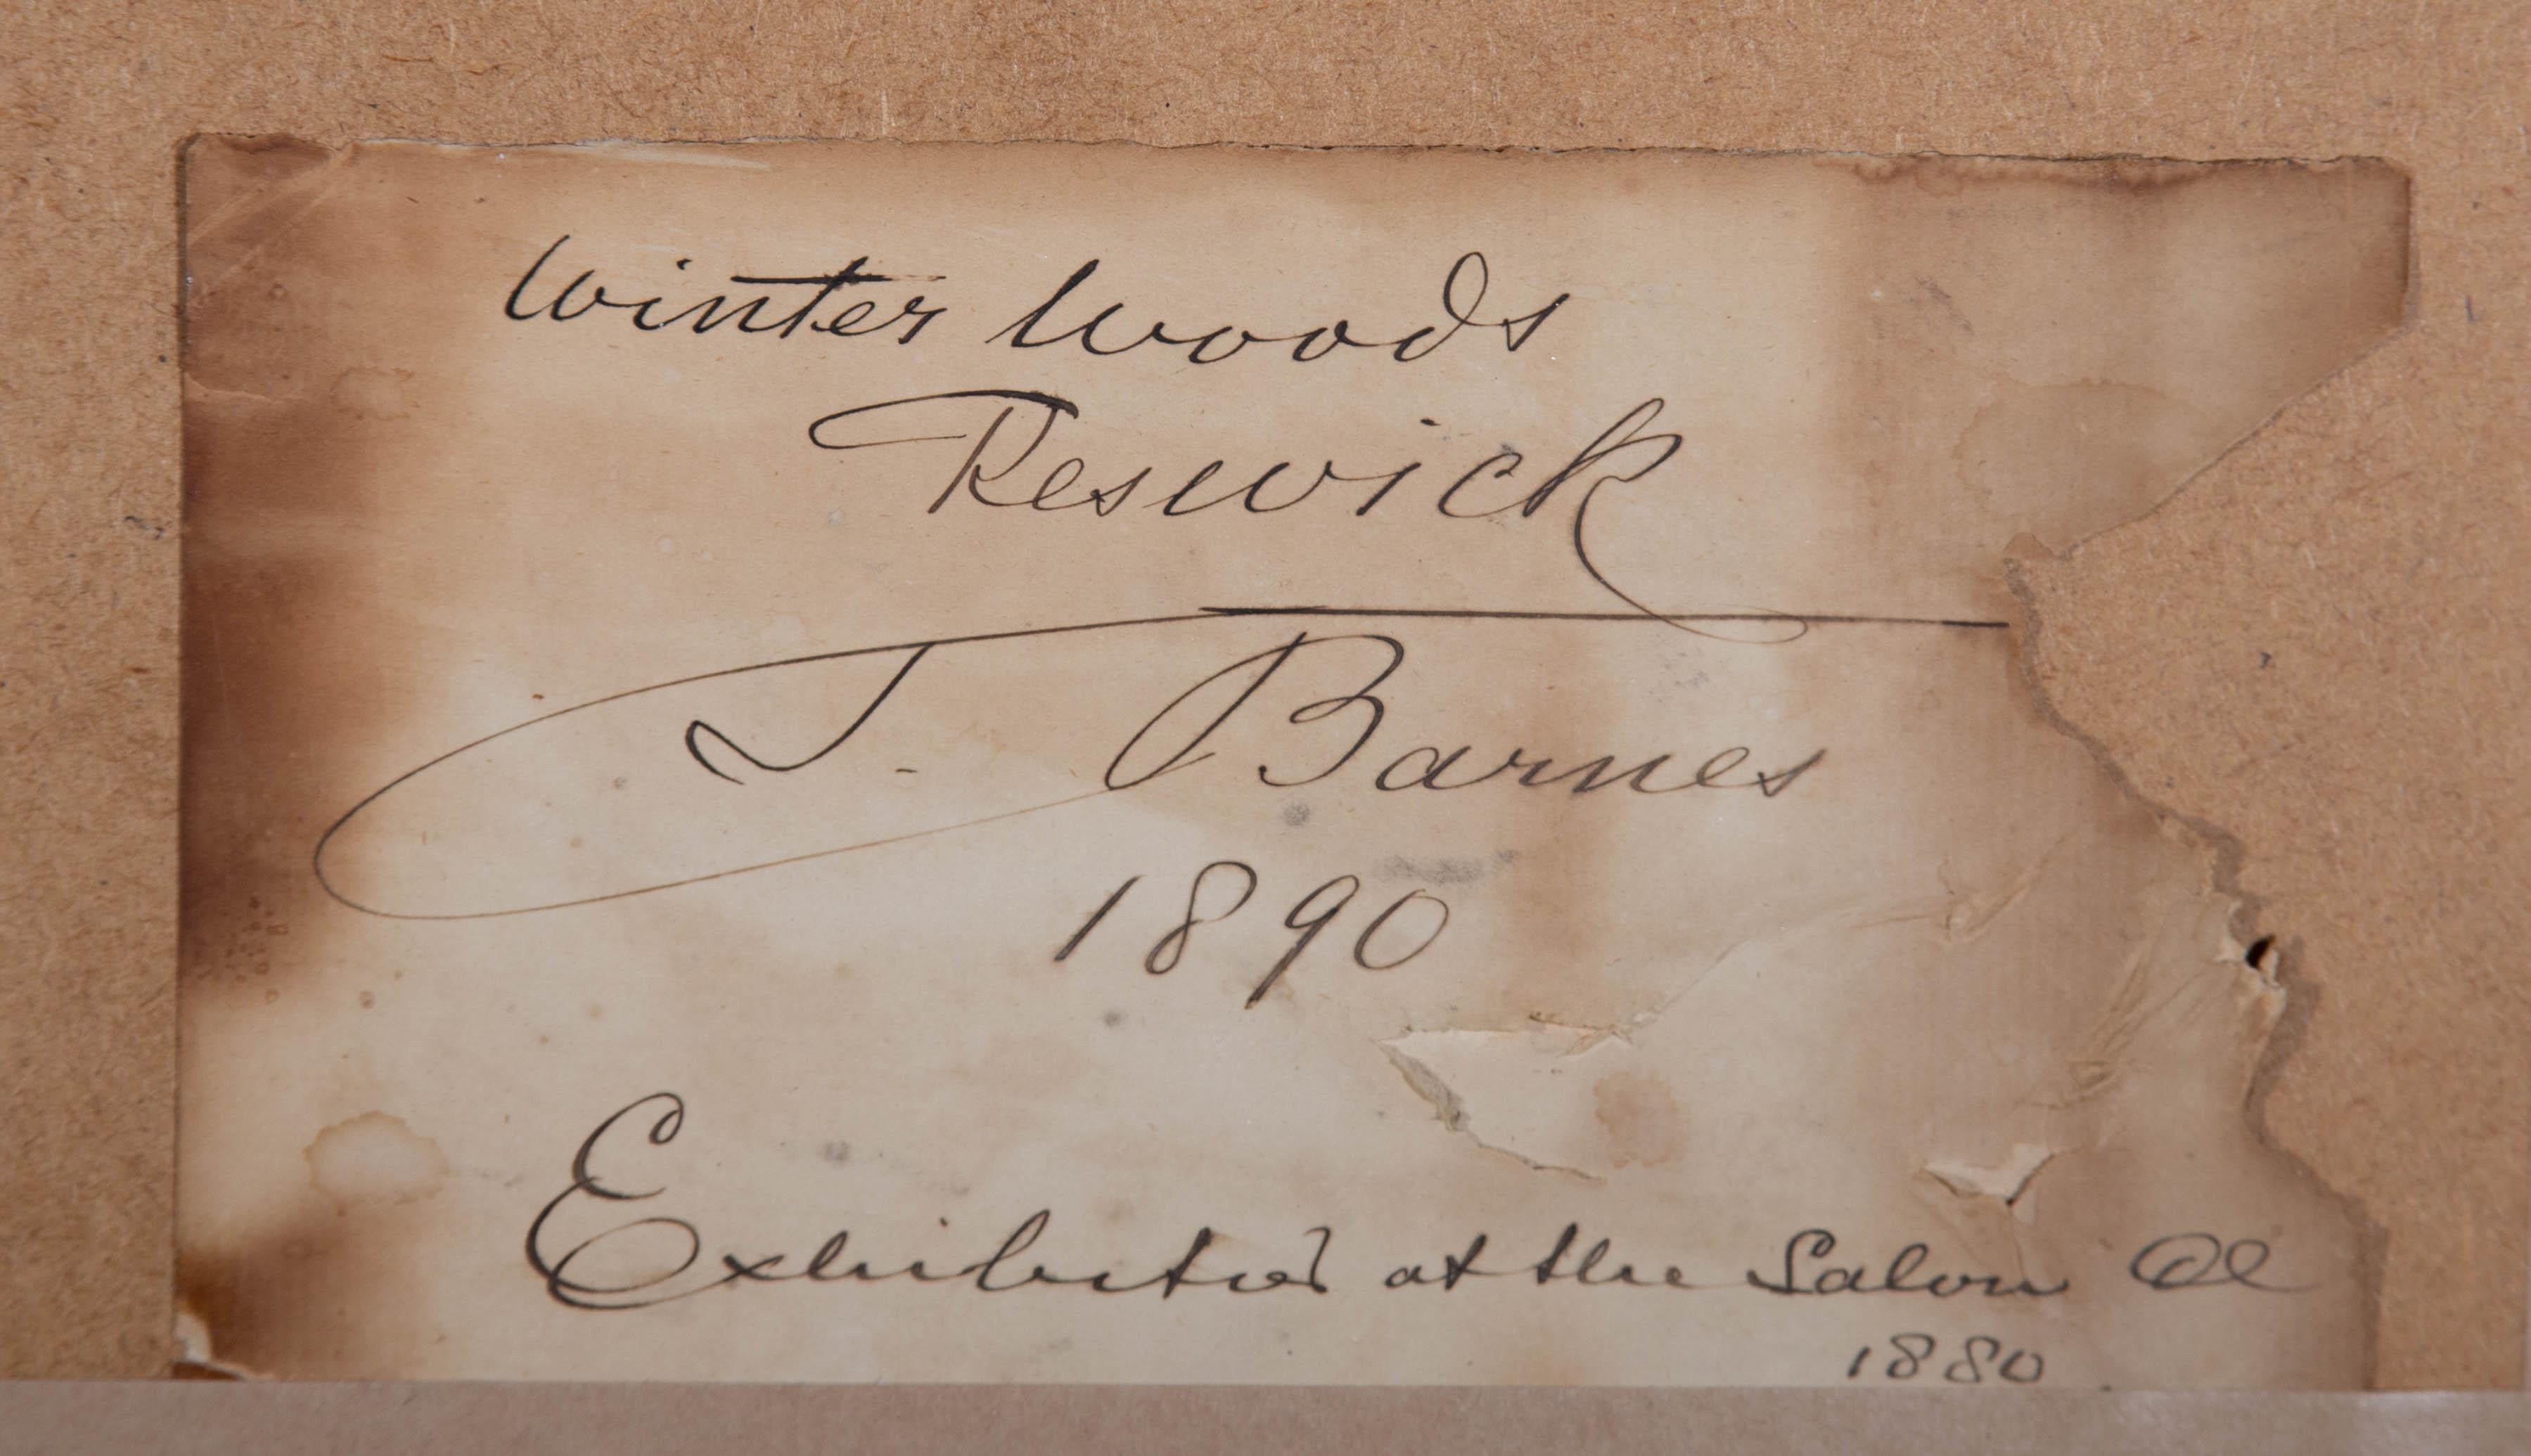 Winter Woods
Keswick
J. Barnes
1890
Exhibited at the Salon
1880